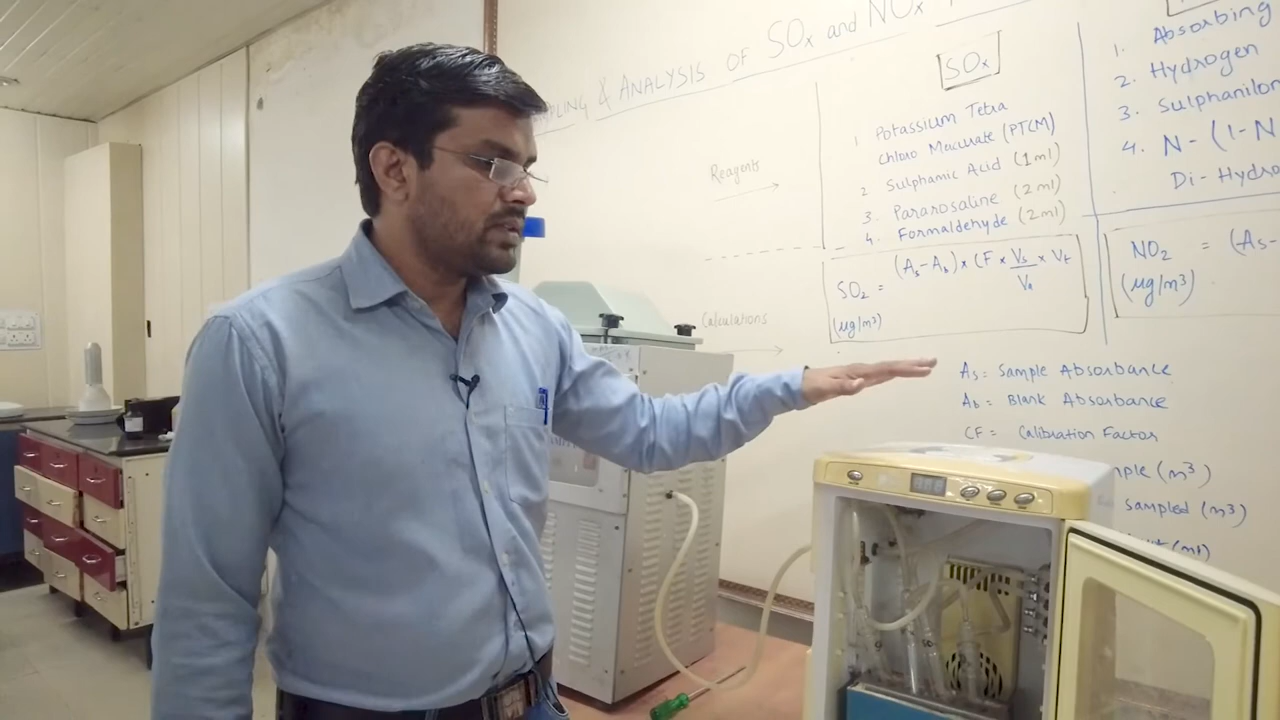 LING & ANALYSIS OF SOx and NOx
SOx
Reagents
1 Potassium Tetra
Chloro Mercurate (PTCM)
2 Sulphamic Acid (1ml)
3. Pararosaline (2ml)
4. Formaldehyde (2ml)
Calculations
SO2 = (As-Ab) × (F × Vs/Va × Vt
(μg/m³)
1. Absorbing
2. Hydrogen
3. Sulphanilom
4. N-(1-N
Di-Hydro
NO2 = (As-
(μg/m³)
As = Sample Absorbance
Ab = Blank Absorbance
CF = Calibration Factor
mple (m³)
sampled (m³)
(ml)